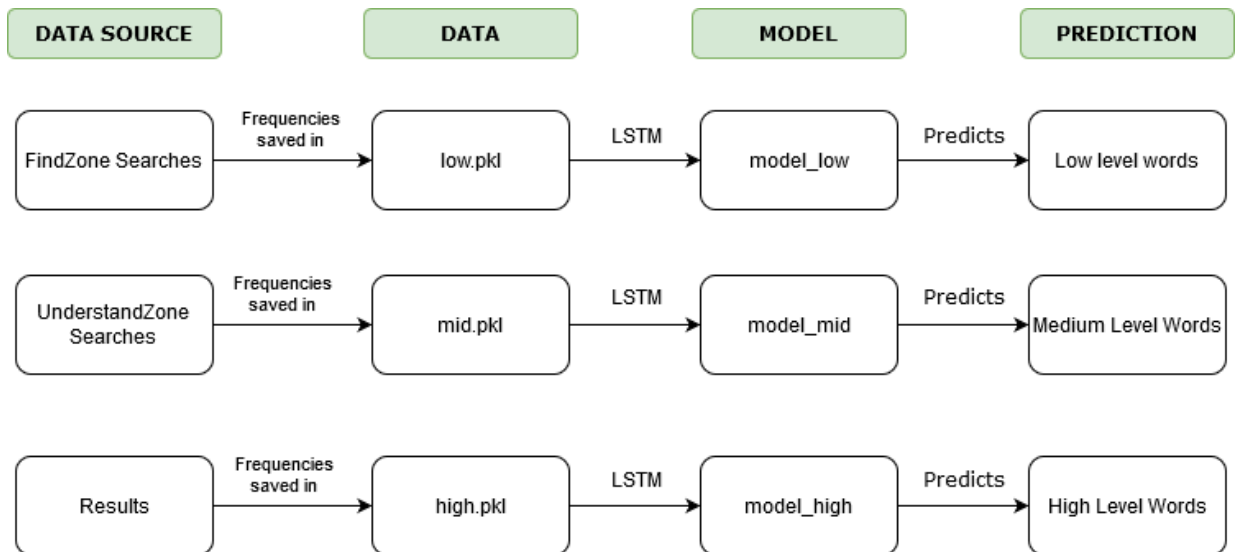 DATA SOURCE
DATA
MODEL
PREDICTION
FindZone Searches
Frequencies
saved in
low.pkl
LSTM
model_low
Predicts
Low level words
UnderstandZone
Searches
Frequencies
saved in
mid.pkl
LSTM
model_mid
Predicts
Medium Level Words
Results
Frequencies
saved in
high.pkl
LSTM
model_high
Predicts
High Level Words